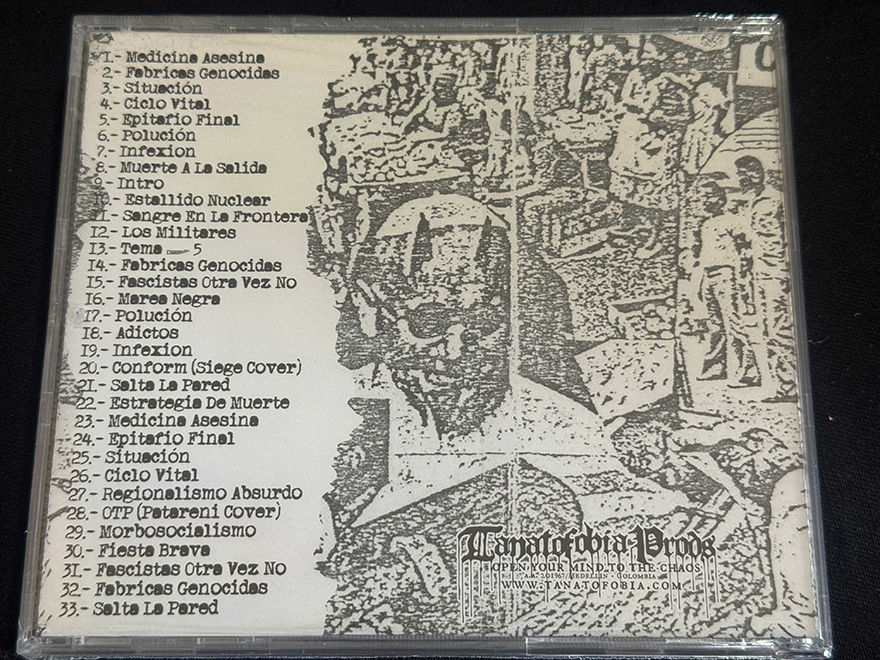 1.- Medicina Asesina
2.- Fabricas Genocidas
3.- Situación
4.- Ciclo Vital
5.- Epitafio Final
6.- Polución
7.- Infexion
8.- Muerte A La Salida
9.- Intro
10.- Estallido Nuclear
11.- Sangre En La Frontera
12.- Los Militares
13.- Tema 5
14.- Fabricas Genocidas
15.- Fascistas Otra Vez No
16.- Marea Negra
17.- Polución
18.- Adictos
19.- Infexion
20.- Conform (Siege Cover)
21.- Salta La Pared
22.- Estrategia De Muerte
23.- Medicina Asesina
24.- Epitafio Final
25.- Situación
26.- Ciclo Vital
27.- Regionalismo Absurdo
28.- OTP (Patareni Cover)
29.- Morbosocialismo
30.- Fiesta Brava
31.- Fascistas Otra Vez No
32.- Fabricas Genocidas
33.- Salta La Pared
Tanatofobia Prods
OPEN YOUR MIND TO THE CHAOS
A.A. 201967/MEDELLIN - COLOMBIA
WWW.TANATOFOBIA.COM